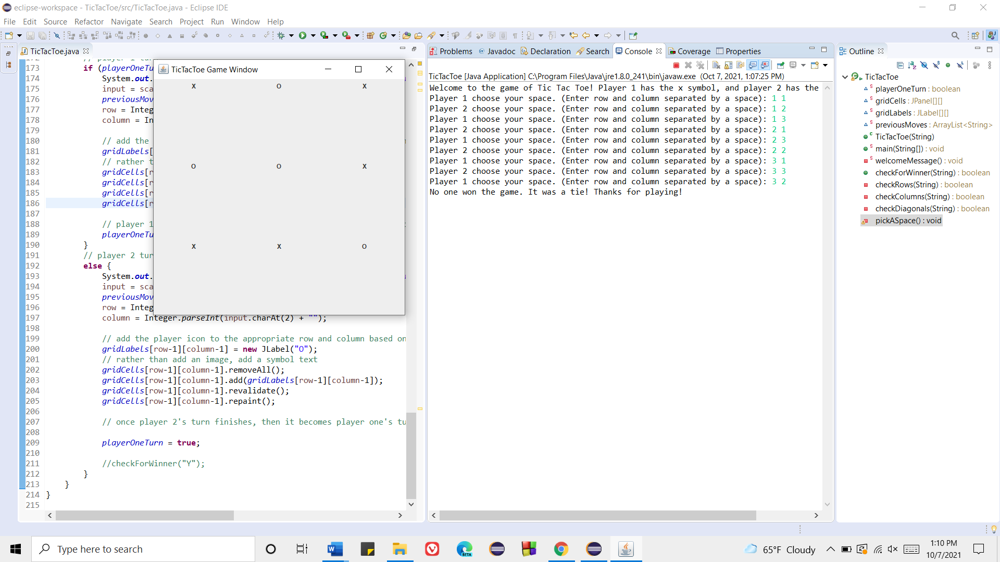 eclipse-workspace - TicTacToe/src/TicTacToe.java - Eclipse IDE
File Edit Source Refactor Navigate Search Project Run Window Help
TicTacToe.java
173 if (playerOneTu
174 System.out.
175 input = sca
176 previousMov
177 row = Integ
178 column = In
179
180 // add the
181 gridLabels[
182 // rather t
183 gridCells[r
184 gridCells[r
185 gridCells[r
186 gridCells[r
187
188 // player 1
189 playerOneTu
190 }
191 // player 2 tur
192 else {
193 System.out.
194 input = sca
195 previousMov
196 row = Integ
197 column = Integer.parseInt(input.charAt(2) + "");
198
199 // add the player icon to the appropriate row and column based on
200 gridLabels[row-1][column-1] = new JLabel("O");
201 // rather than add an image, add a symbol text
202 gridCells[row-1][column-1].removeAll();
203 gridCells[row-1][column-1].add(gridLabels[row-1][column-1]);
204 gridCells[row-1][column-1].revalidate();
205 gridCells[row-1][column-1].repaint();
206
207 // once player 2's turn finishes, then it becomes player one's tu
208
209 playerOneTurn = true;
210
211 //checkForWinner("Y");
212 }
213 }
214 }
215
TicTacToe Game Window
x o x
o o x
x x o
Problems @ Javadoc Declaration Search Console Coverage Properties
TicTacToe [Java Application] C:\Program Files\Java\jre1.8.0_241\bin\javaw.exe (Oct 7, 2021, 1:07:25 PM)
Welcome to the game of Tic Tac Toe! Player 1 has the x symbol, and player 2 has the
Player 1 choose your space. (Enter row and column separated by a space): 1 1
Player 2 choose your space. (Enter row and column separated by a space): 1 2
Player 1 choose your space. (Enter row and column separated by a space): 1 3
Player 2 choose your space. (Enter row and column separated by a space): 2 1
Player 1 choose your space. (Enter row and column separated by a space): 2 3
Player 2 choose your space. (Enter row and column separated by a space): 2 2
Player 1 choose your space. (Enter row and column separated by a space): 3 1
Player 2 choose your space. (Enter row and column separated by a space): 3 3
Player 1 choose your space. (Enter row and column separated by a space): 3 2
No one won the game. It was a tie! Thanks for playing!
Outline
TicTacToe
playerOneTurn : boolean
gridCells : JPanel[][]
gridLabels : JLabel[][]
previousMoves : ArrayList<String>
TicTacToe(String)
main(String[]) : void
welcomeMessage() : void
checkForWinner(String) : boolean
checkRows(String) : boolean
checkColumns(String) : boolean
checkDiagonals(String) : boolean
pickASpace() : void
Type here to search
BETA
65°F Cloudy
1:10 PM
10/7/2021